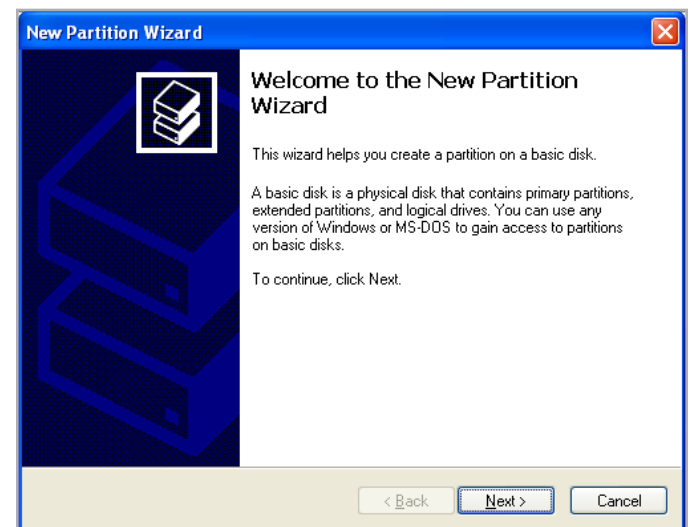 New Partition Wizard
Welcome to the New Partition
Wizard
This wizard helps you create a partition on a basic disk.
A basic disk is a physical disk that contains primary partitions,
extended partitions, and logical drives. You can use any
version of Windows or MS-DOS to gain access to partitions
on basic disks.
To continue, click Next.
< Back Next > Cancel